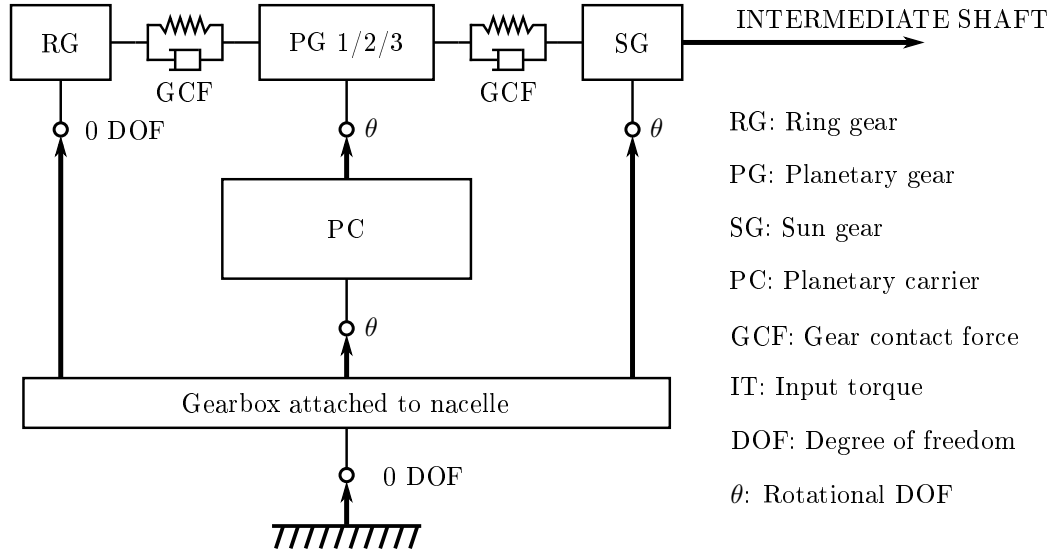 INTERMEDIATE SHAFT
RG
PG 1/2/3
SG
GCF
GCF
0 DOF
θ
θ
PC
θ
Gearbox attached to nacelle
0 DOF
RG: Ring gear
PG: Planetary gear
SG: Sun gear
PC: Planetary carrier
GCF: Gear contact force
IT: Input torque
DOF: Degree of freedom
θ: Rotational DOF